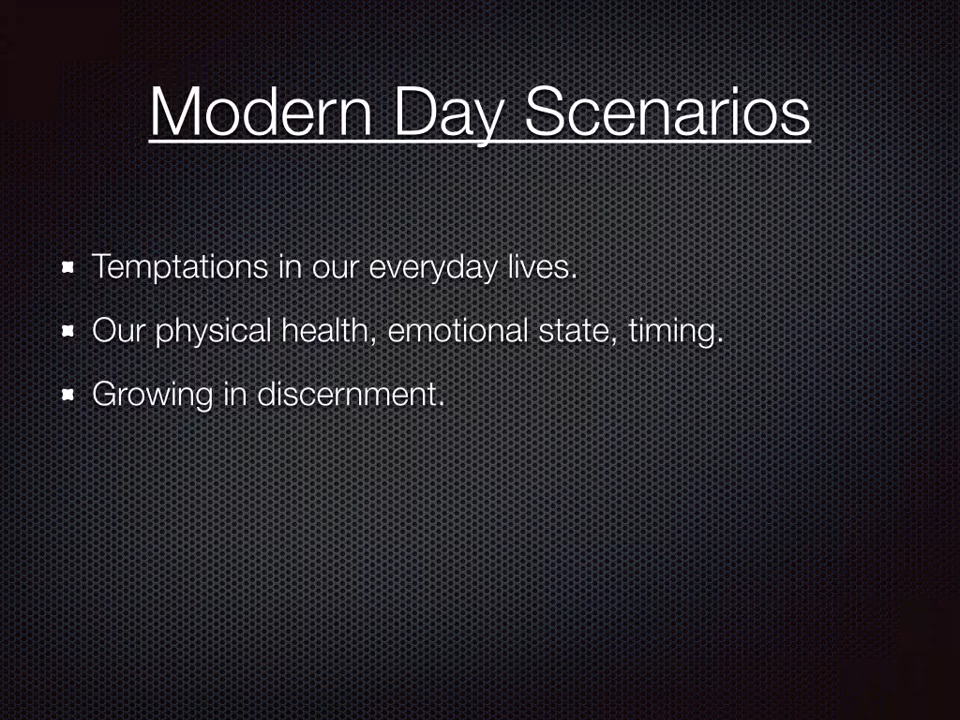 Modern Day Scenarios
Temptations in our everyday lives.
Our physical health, emotional state, timing.
Growing in discernment.